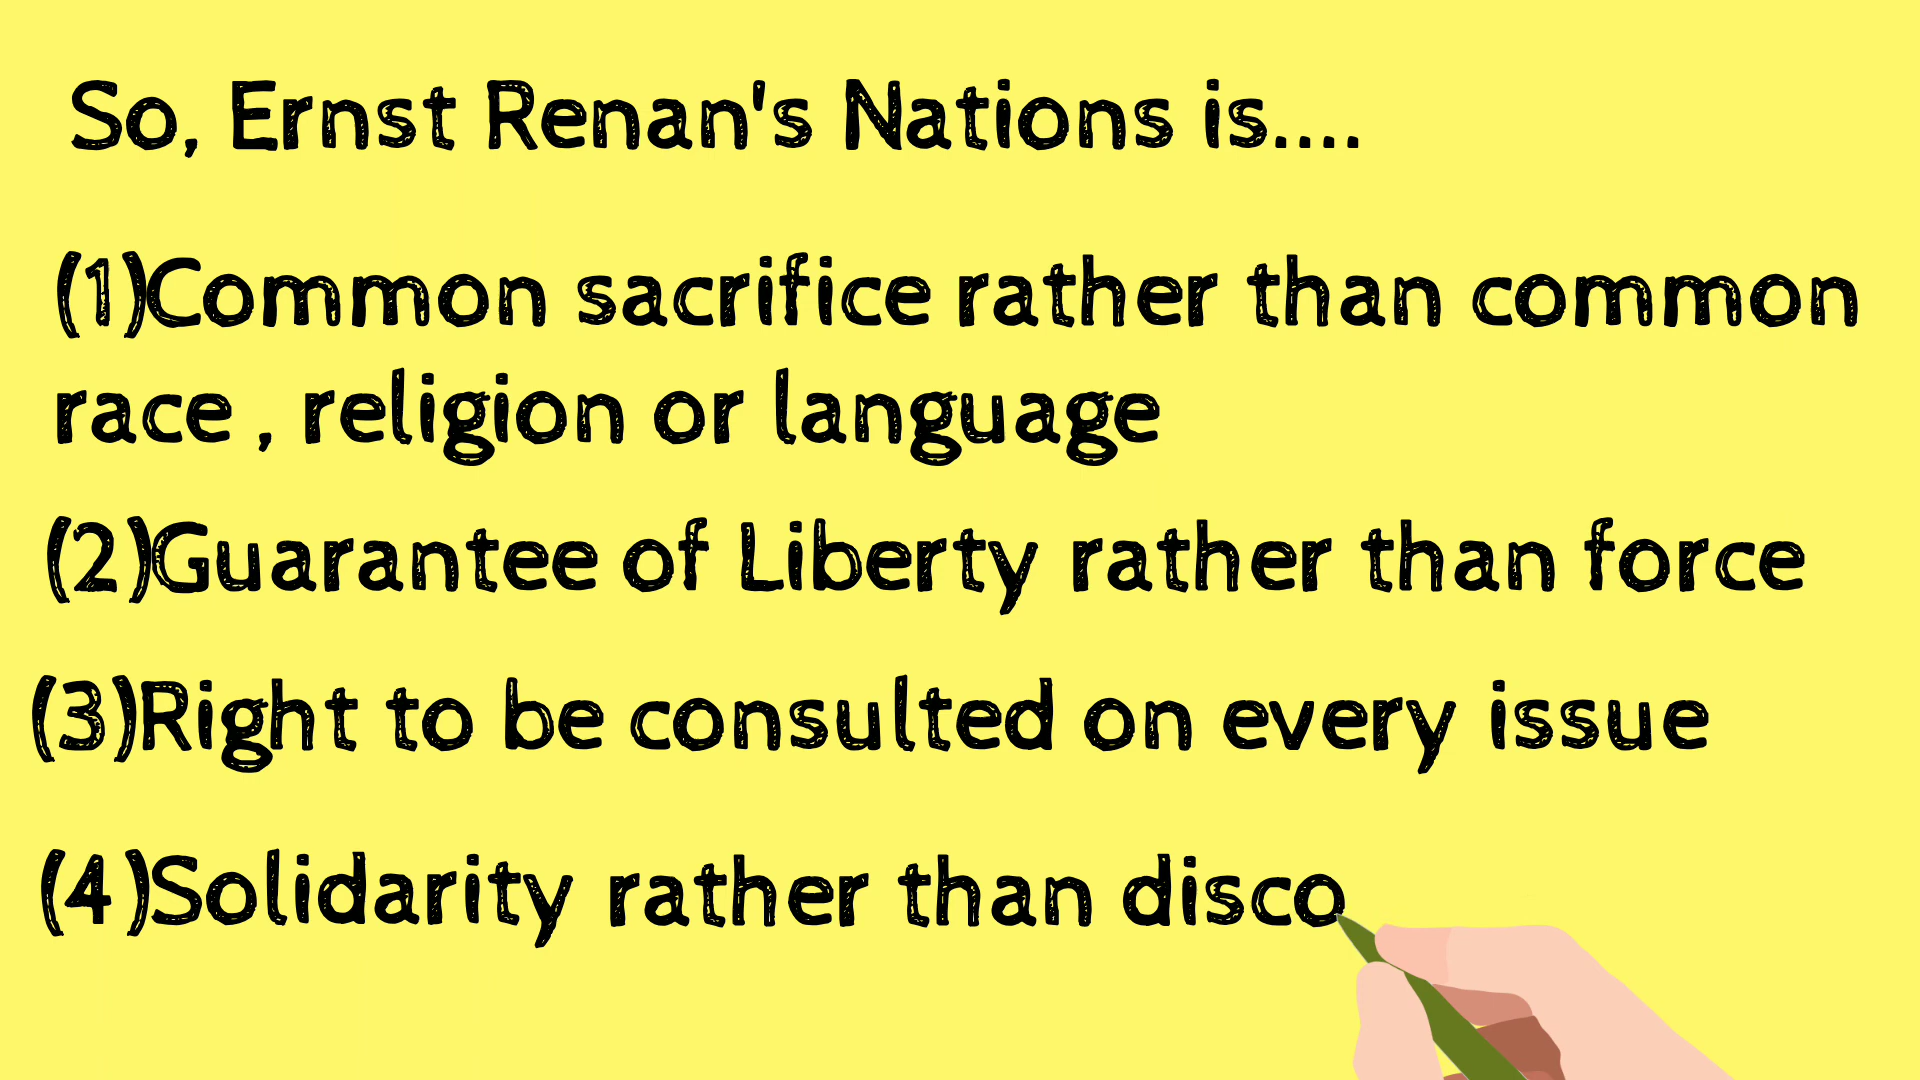 So, Ernst Renan's Nations is....
(1)Common sacrifice rather than common
race , religion or language
(2)Guarantee of Liberty rather than force
(3)Right to be consulted on every issue
(4)Solidarity rather than disco